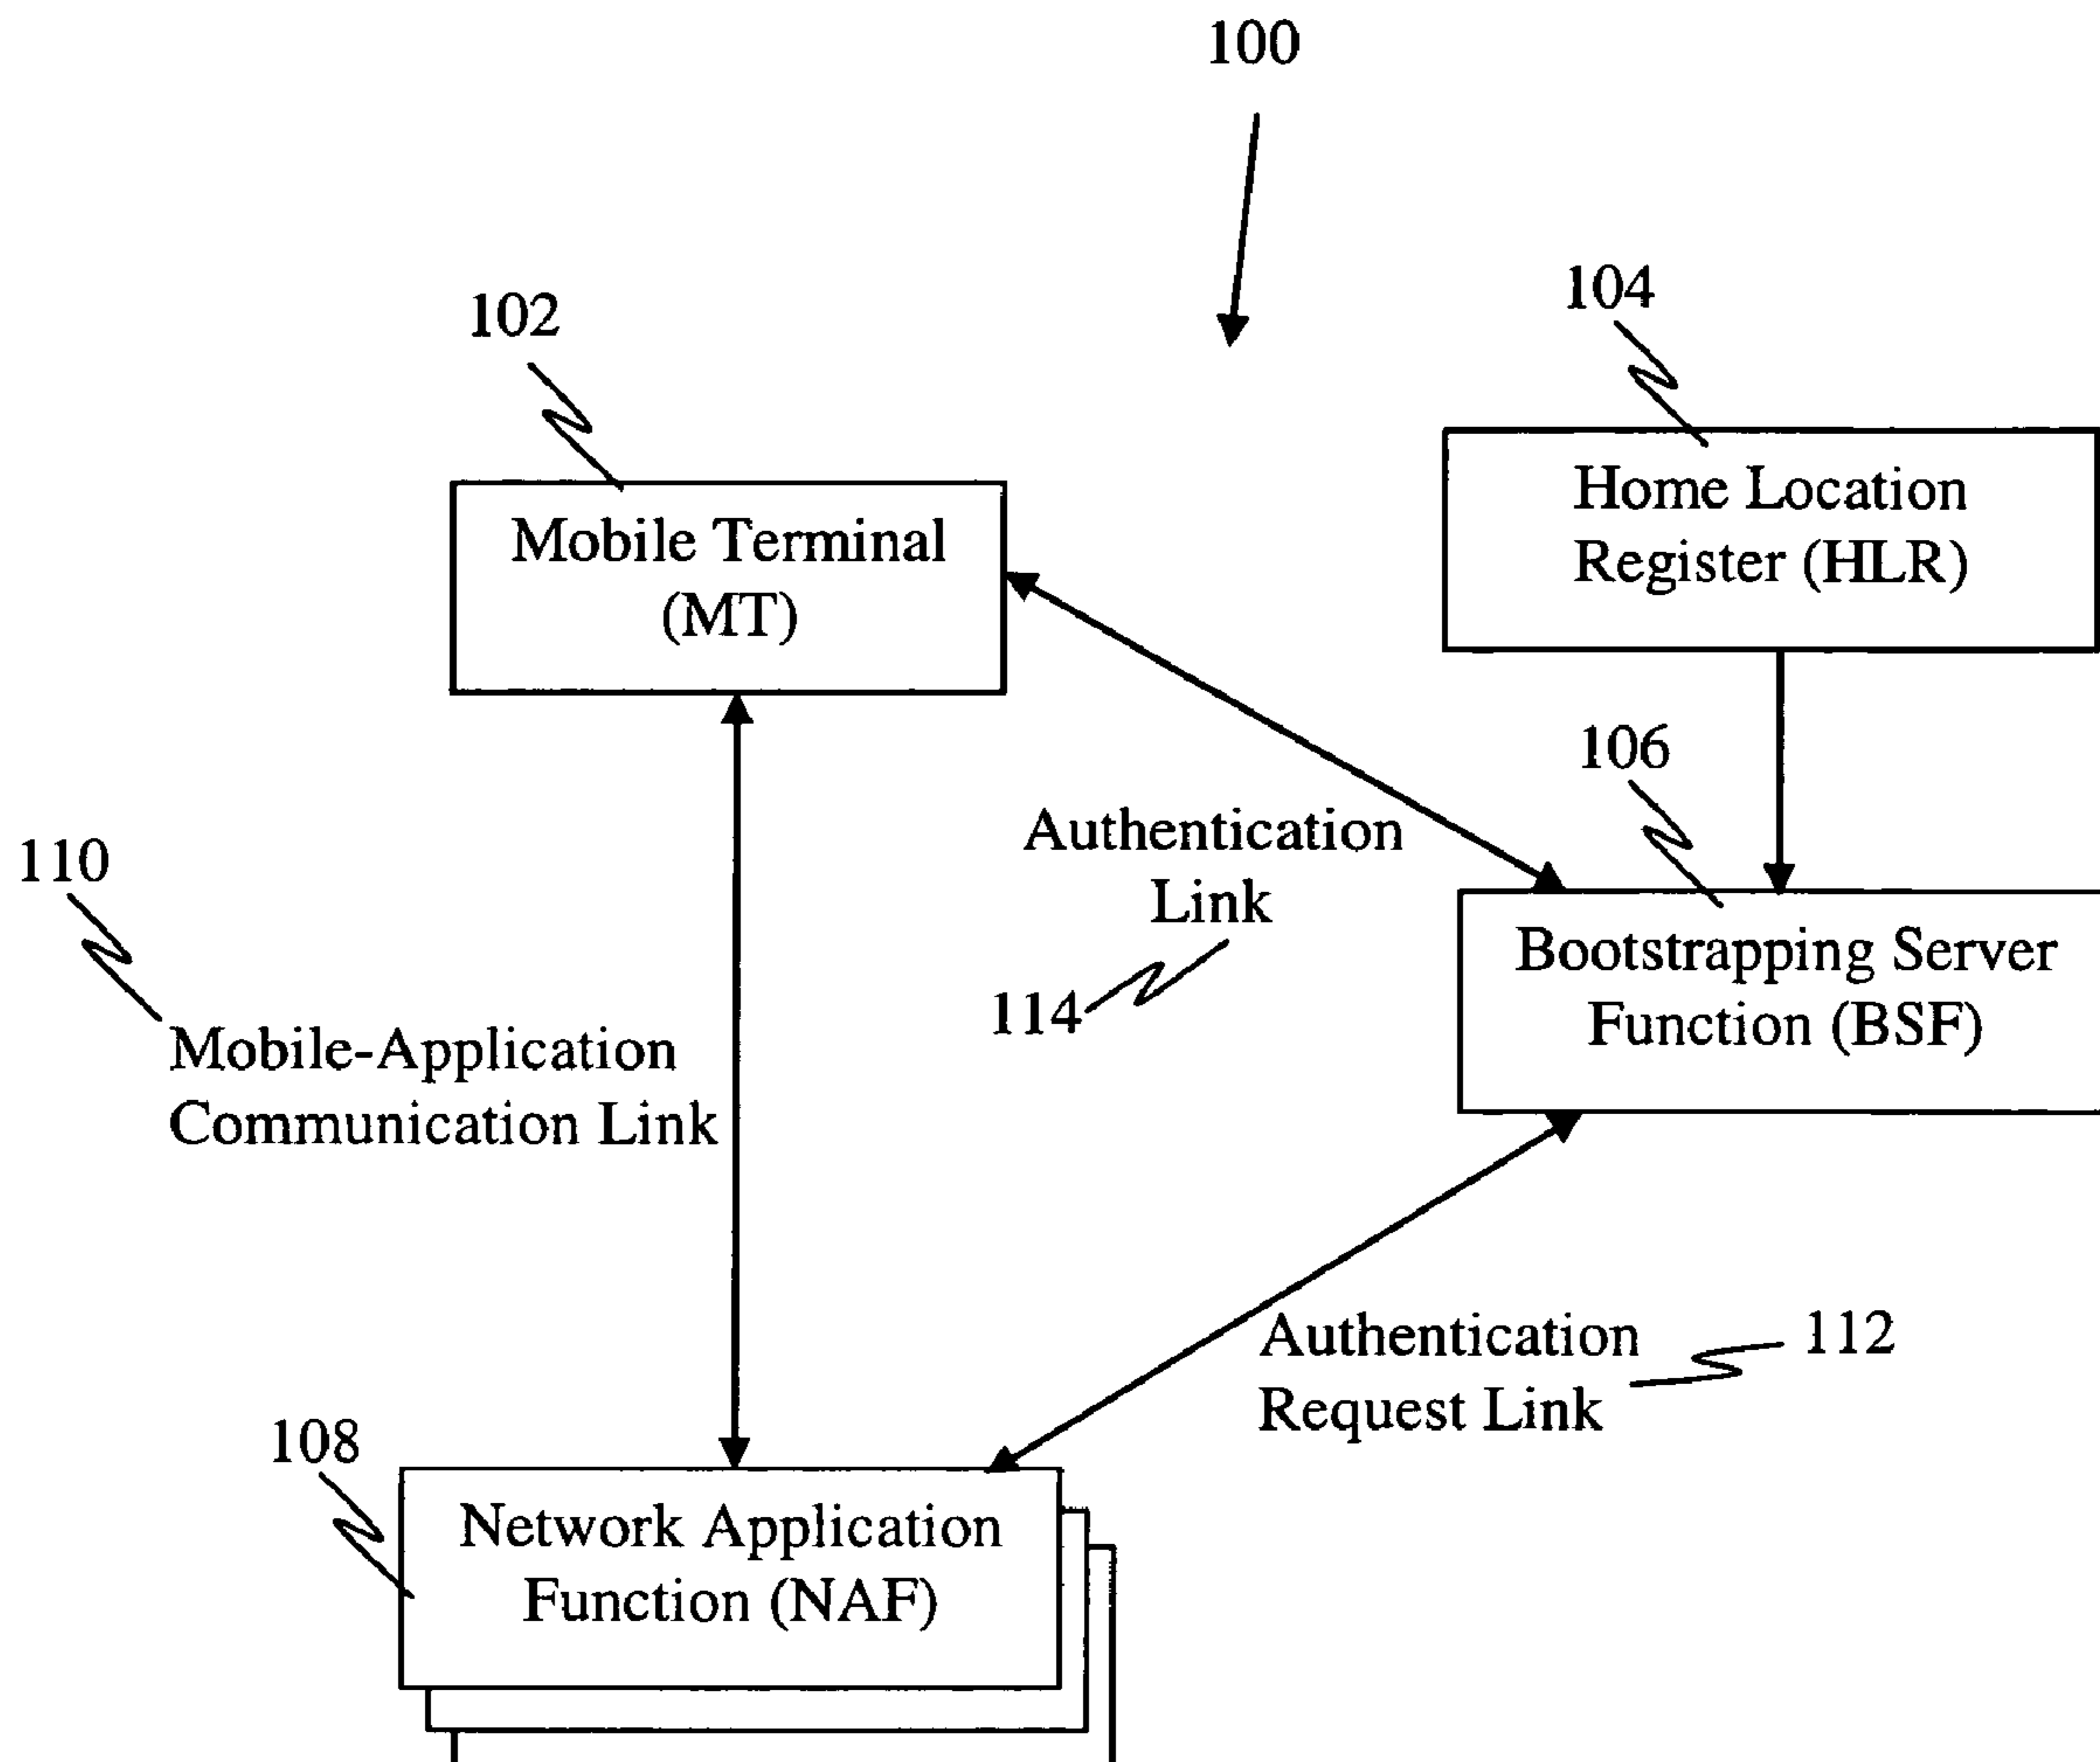 100
104
102
Home Location
Register (HLR)
Mobile Terminal
(MT)
106
Authentication
Link
110
114
Bootstrapping Server
Function (BSF)
Mobile-Application
Communication Link
Authentication
Request Link
112
108
Network Application
Function (NAF)